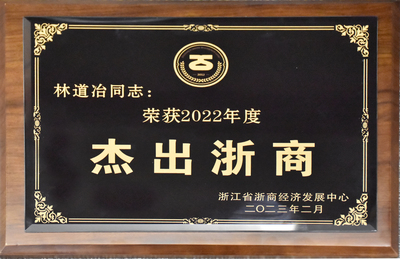 林道冶同志：
荣获2022年度
杰出浙商
浙江省浙商经济发展中心
二〇二三年二月